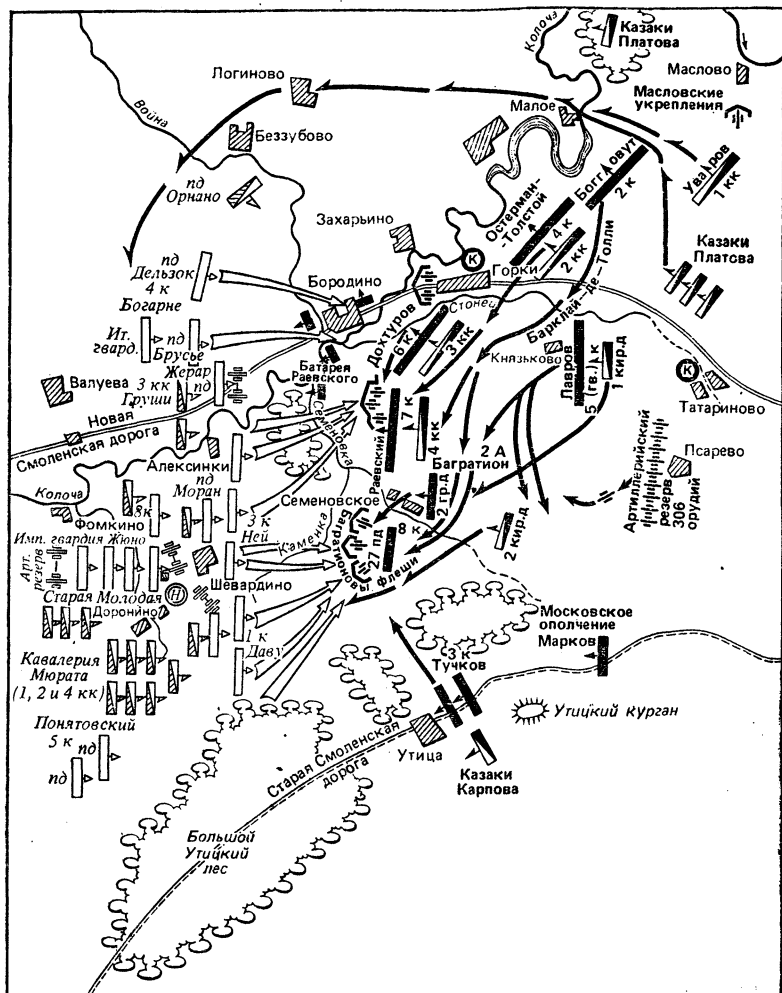 Колоча
Казаки
Платова
Маслово
Масловские
укрепления
Логиново
Малое
Война
Беззубово
пд
Орнано
Уваров
1 кк
Багговут
2 к
Остерман-
-Толстой
4 к
2 кк
Захарьино
К
Горки
Казаки
Платова
пд
Дельзок
4 к
Богарне
Бородино
Стонец
Барклай-де-Толли
Ит.
гвард.
пд
Брусье
Дохтуров
6 к
3 кк
Князьково
Лавров
5 (гв.) к
1 кир.д
К
Татариново
Жерар
пд
3 кк
Груши
Батарея
Раевского
Валуева
Новая
Смоленская дорога
Семеновка
Раевский
7 к
4 кк
2 А
Багратион
2 гр.д
Псарево
Артиллерийский
резерв
306
орудий
Алексинки
пд
Моран
Колоча
Фомкино
8к
3 к
Ней
Семеновское
Каменка
Багратионовы флеши
27 пд
8 к
2 кир.д
Имп. гвардия
Жюно
Арт.
резерв
Шевардино
Старая
Молодая
Н
Доронино
1 к
Даву
Московское
ополчение
Марков
Кавалерия
Мюрата
(1, 2 и 4 кк)
3 к
Тучков
Понятовский
5 к
пд
пд
Утицкий курган
Утица
Старая Смоленская
дорога
Казаки
Карпова
Большой
Утицкий
лес